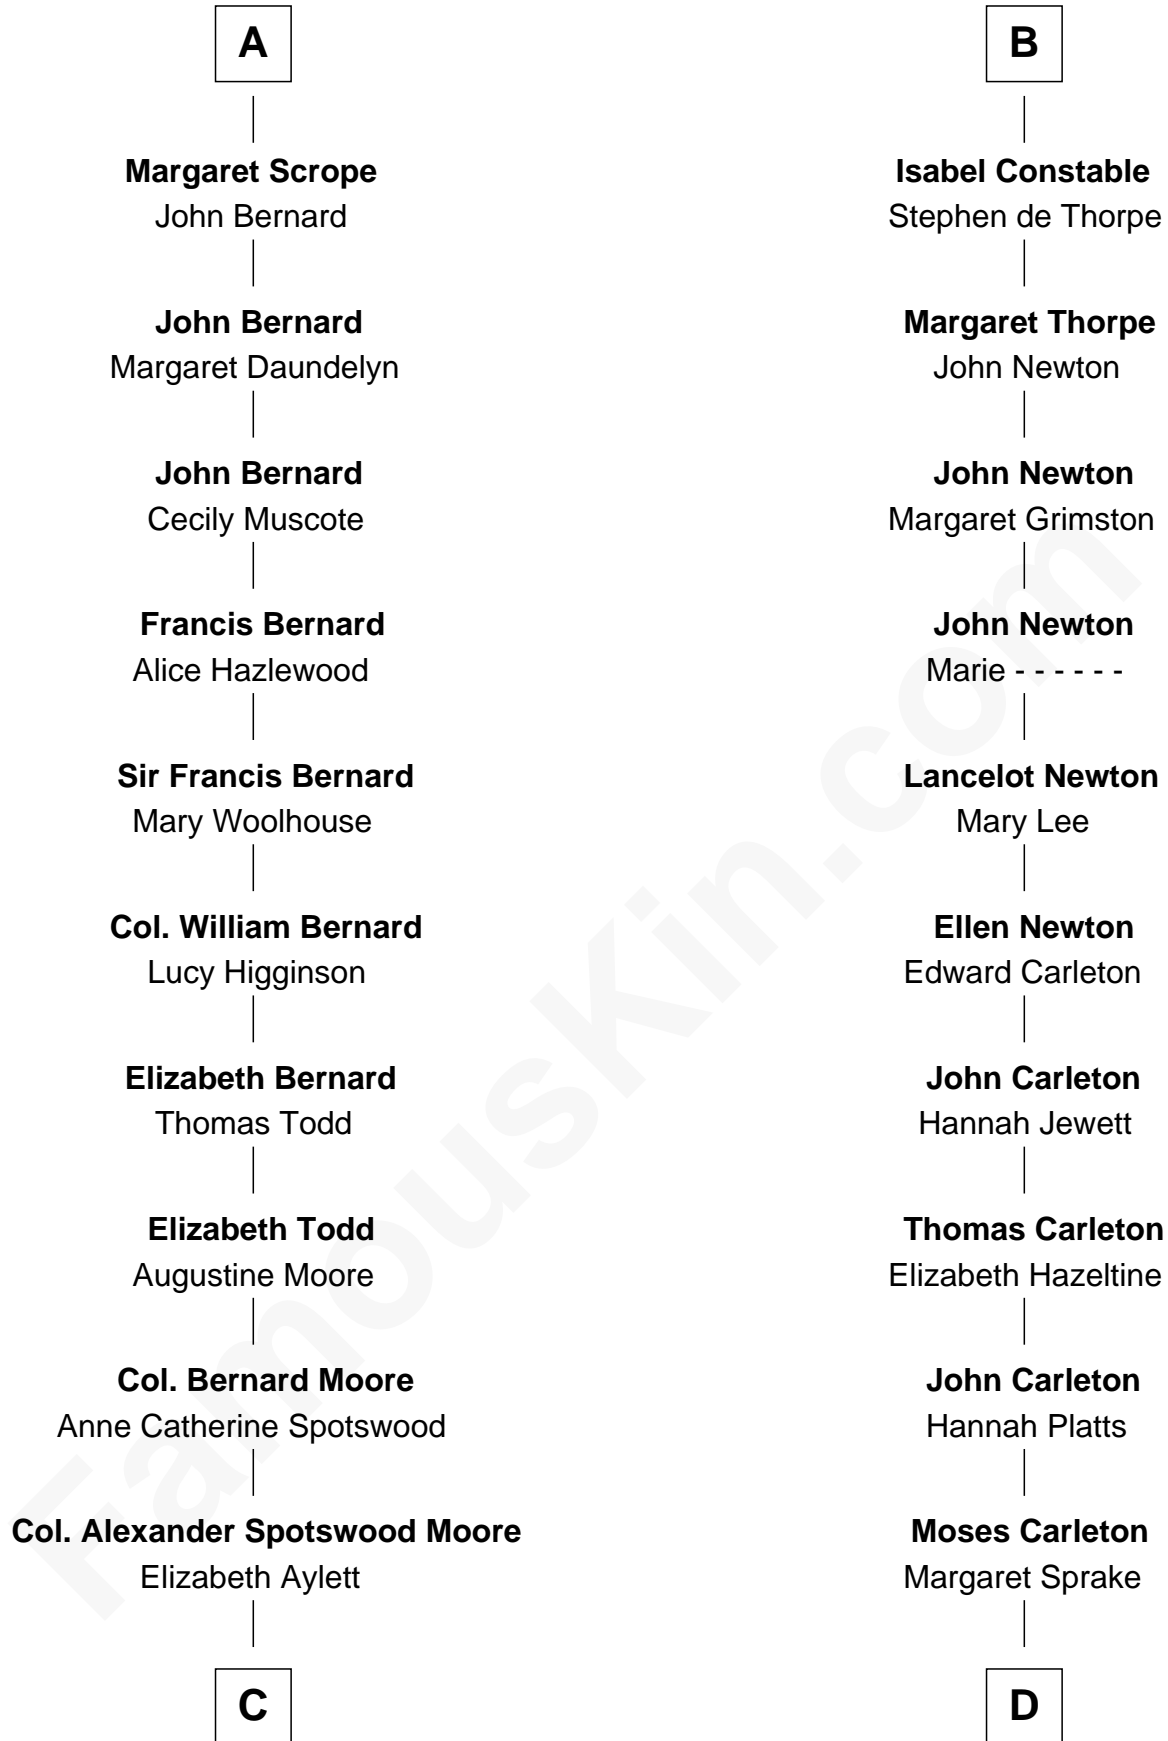 A
Margaret Scrope
John Bernard
John Bernard
Margaret Daundelyn
John Bernard
Cecily Muscote
Francis Bernard
Alice Hazlewood
Sir Francis Bernard
Mary Woolhouse
Col. William Bernard
Lucy Higginson
Elizabeth Bernard
Thomas Todd
Elizabeth Todd
Augustine Moore
Col. Bernard Moore
Anne Catherine Spotswood
Col. Alexander Spotswood Moore
Elizabeth Aylett
C
B
Isabel Constable
Stephen de Thorpe
Margaret Thorpe
John Newton
John Newton
Margaret Grimston
John Newton
Marie - - - - - -
Lancelot Newton
Mary Lee
Ellen Newton
Edward Carleton
John Carleton
Hannah Jewett
Thomas Carleton
Elizabeth Hazeltine
John Carleton
Hannah Platts
Moses Carleton
Margaret Sprake
D
FamousKin.com